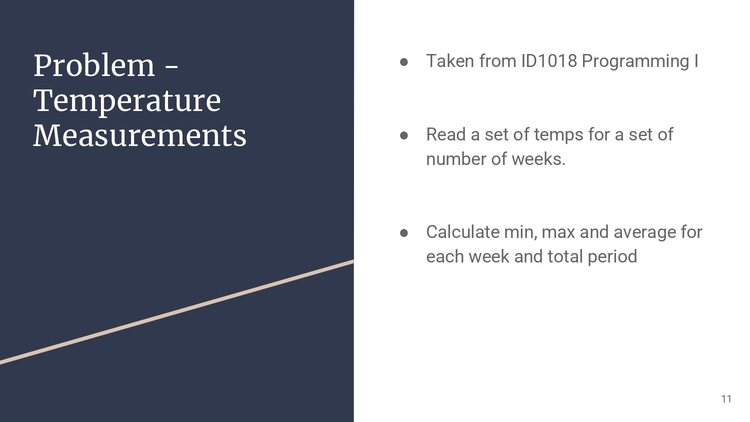 Problem -
Temperature
Measurements
● Taken from ID1018 Programming I
● Read a set of temps for a set of
number of weeks.
● Calculate min, max and average for
each week and total period
11